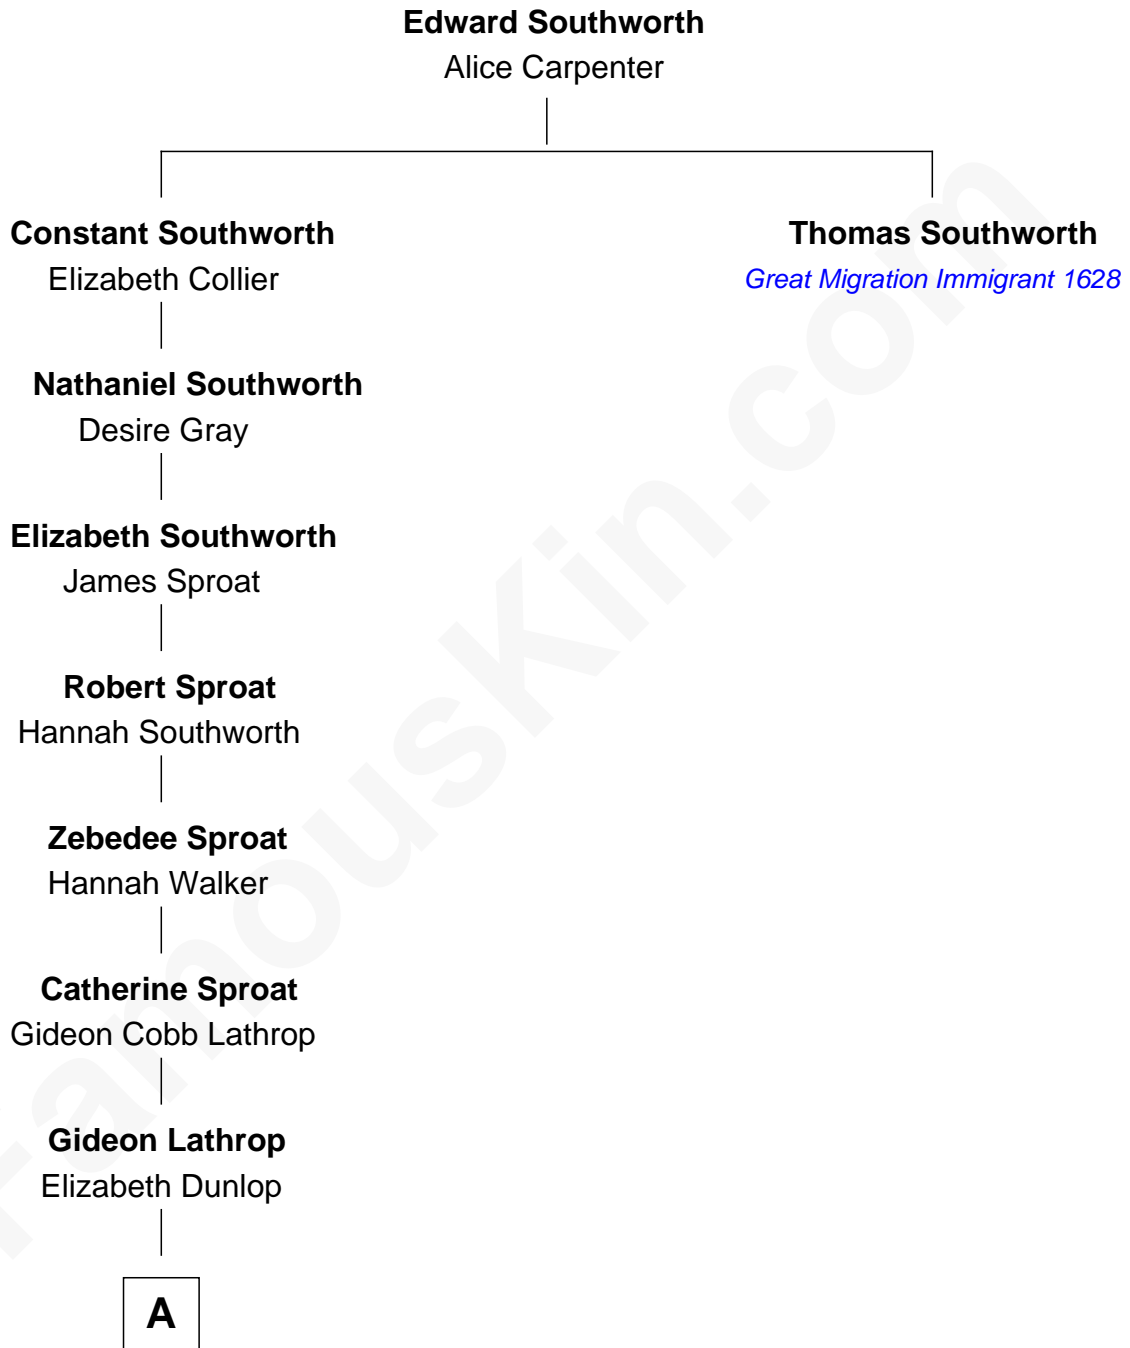 Edward Southworth
Alice Carpenter
Constant Southworth
Elizabeth Collier
Thomas Southworth
Great Migration Immigrant 1628
Nathaniel Southworth
Desire Gray
Elizabeth Southworth
James Sproat
Robert Sproat
Hannah Southworth
Zebedee Sproat
Hannah Walker
Catherine Sproat
Gideon Cobb Lathrop
Gideon Lathrop
Elizabeth Dunlop
A
FamousKin.com